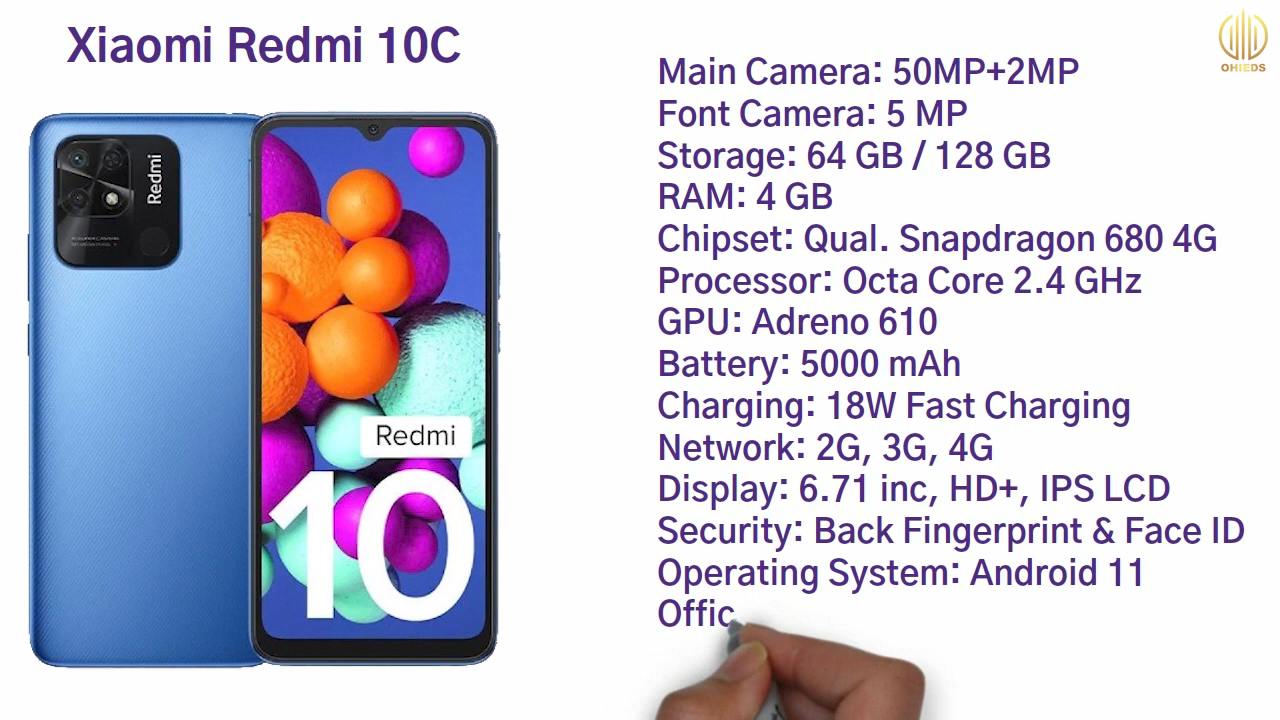 Xiaomi Redmi 10C
OHIEDS
Main Camera: 50MP+2MP
Font Camera: 5 MP
Storage: 64 GB / 128 GB
RAM: 4 GB
Chipset: Qual. Snapdragon 680 4G
Processor: Octa Core 2.4 GHz
GPU: Adreno 610
Battery: 5000 mAh
Charging: 18W Fast Charging
Network: 2G, 3G, 4G
Display: 6.71 inc, HD+, IPS LCD
Security: Back Fingerprint & Face ID
Operating System: Android 11
Offic
Redmi
Redmi
10